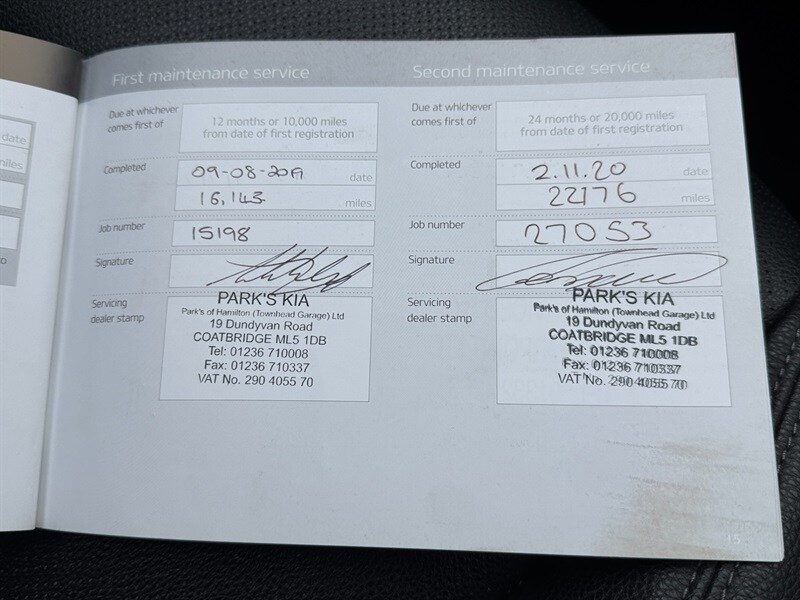 First maintenance service
Due at whichever comes first of
12 months or 10,000 miles
from date of first registration
Completed
09-08-2019 date
16,143 miles
Job number
15198
Signature
Servicing
dealer stamp
PARK'S KIA
Park's of Hamilton (Townhead Garage) Ltd
19 Dundyvan Road
COATBRIDGE ML5 1DB
Tel: 01236 710008
Fax: 01236 710337
VAT No. 290 4055 70
Second maintenance service
Due at whichever
comes first of
24 months or 20,000 miles
from date of first registration
Completed
2.11.20 date
22176 miles
Job number
27053
Signature
Servicing
dealer stamp
PARK'S KIA
Park's of Hamilton (Townhead Garage) Ltd
19 Dundyvan Road
COATBRIDGE ML5 1DB
Tel: 01236 710008
Fax: 01236 710337
VAT No. 290 4055 70
15
date
miles